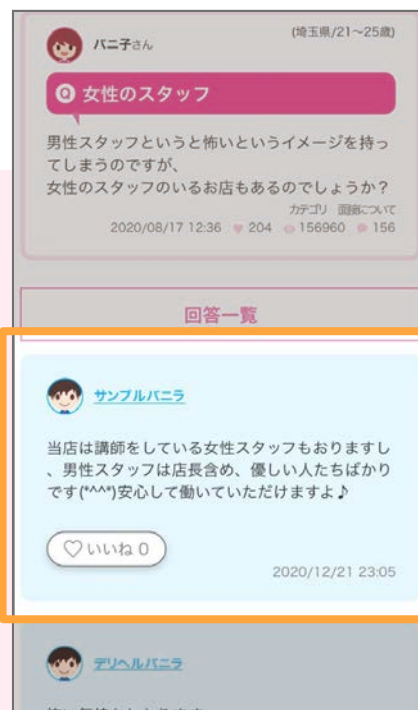 バニ子さん
(埼玉県/21〜25歳)
Q 女性のスタッフ
男性スタッフというと怖いというイメージを持っ
てしまうのですが、
女性のスタッフのいるお店もあるのでしょうか？
カテゴリ 面接について
2020/08/17 12:36 ♥ 204 156960 156
回答一覧
サンプルバニラ
当店は講師をしている女性スタッフもおりますし
、男性スタッフは店長含め、優しい人たちばかり
です(*^^*)安心して働いていただけますよ♪
♡いいね 0
2020/12/21 23:05
デリヘルバニラ